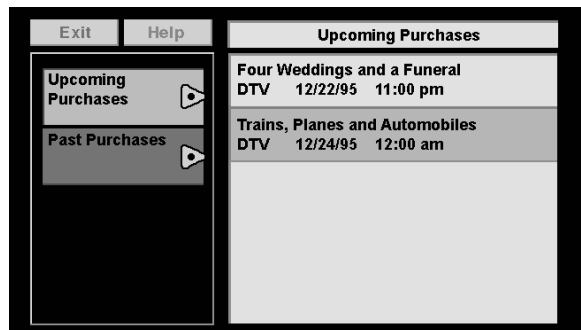 Exit Help
Upcoming Purchases
Upcoming
Purchases
Past Purchases
Four Weddings and a Funeral
DTV 12/22/95 11:00 pm
Trains, Planes and Automobiles
DTV 12/24/95 12:00 am